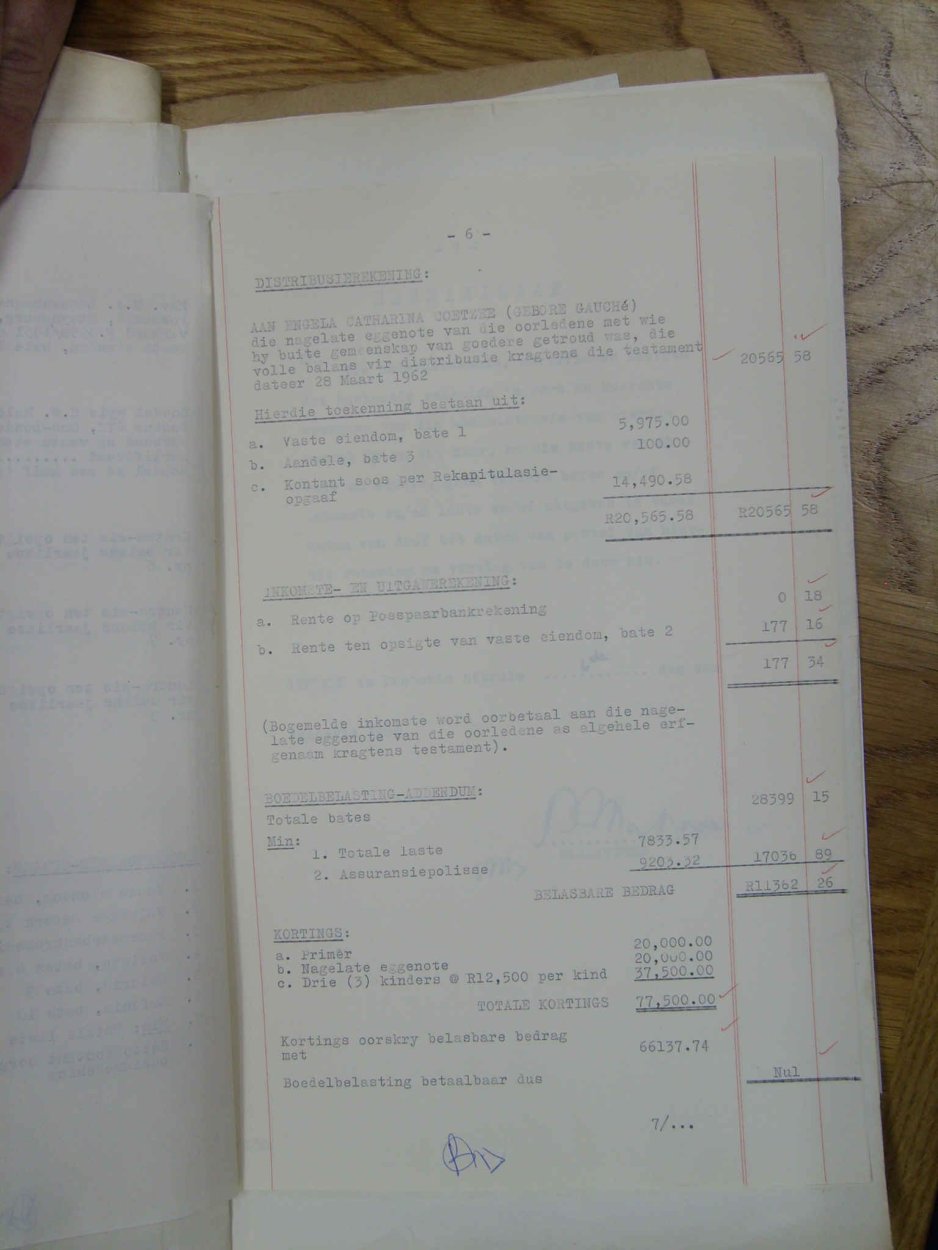 - 6 -
DISTRIBUSIEREKENING:
AAN ENGELA CATHARINA COETZEE (GEBORE GAUCHé)
die nagelate eggenote van die oorledene met wie
hy buite gemeenskap van goedere getroud was, die
volle balans vir distribusie kragtens die testament 20565 58
dateer 28 Maart 1962
Hierdie toekenning bestaan uit:
a. Vaste eiendom, bate 1 5,975.00
b. Aandele, bate 3 100.00
c. Kontant soos per Rekapitulasie-
opgaaf 14,490.58
R20,565.58 R20565 58
INKOMSTE- EN UITGAWEREKENING:
a. Rente op Posspaarbankrekening 0 18
b. Rente ten opsigte van vaste eiendom, bate 2 177 16
177 34
(Bogemelde inkomste word oorbetaal aan die nage-
late eggenote van die oorledene as algehele erf-
genaam kragtens testament).
BOEDELBELASTING-ADDENDUM:
Totale bates 28399 15
Min:
1. Totale laste 7833.57
2. Assuransiepolisse 9203.32 17036 89
BELASBARE BEDRAG R11362 26
KORTINGS:
a. Primêr 20,000.00
b. Nagelate eggenote 20,000.00
c. Drie (3) kinders @ R12,500 per kind 37,500.00
TOTALE KORTINGS 77,500.00
Kortings oorskry belasbare bedrag
met 66137.74
Boedelbelasting betaalbaar dus Nul
7/...